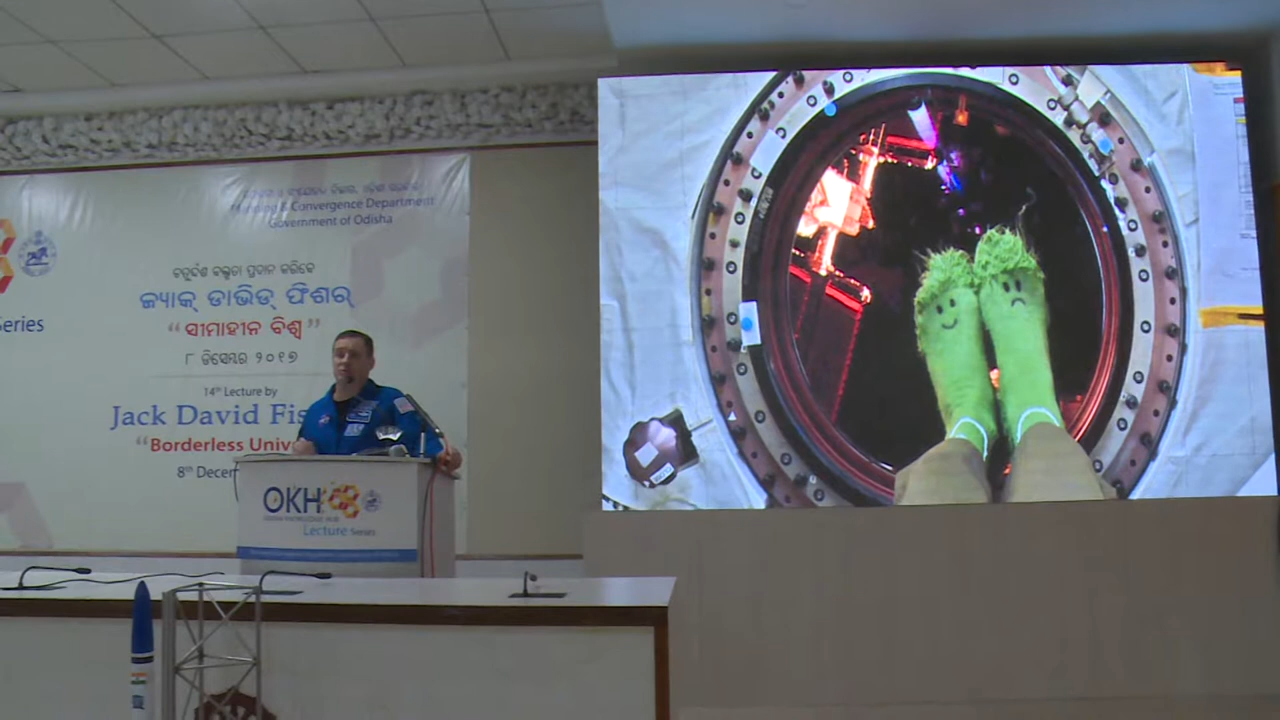 Planning & Convergence Department
Government of Odisha
ଚତୁର୍ଦ୍ଦଶ ବକ୍ତୃତା ପ୍ରଦାନ କରିବେ
ଜ୍ୟାକ୍ ଡାଭିଡ୍ ଫିଶର୍
“ସୀମାହୀନ ବିଶ୍ୱ”
୮ ଡିସେମ୍ବର ୨୦୧୭
Series
14th Lecture by
Jack David Fis
“Borderless Univ
8th Decem
OKH
Lecture Series